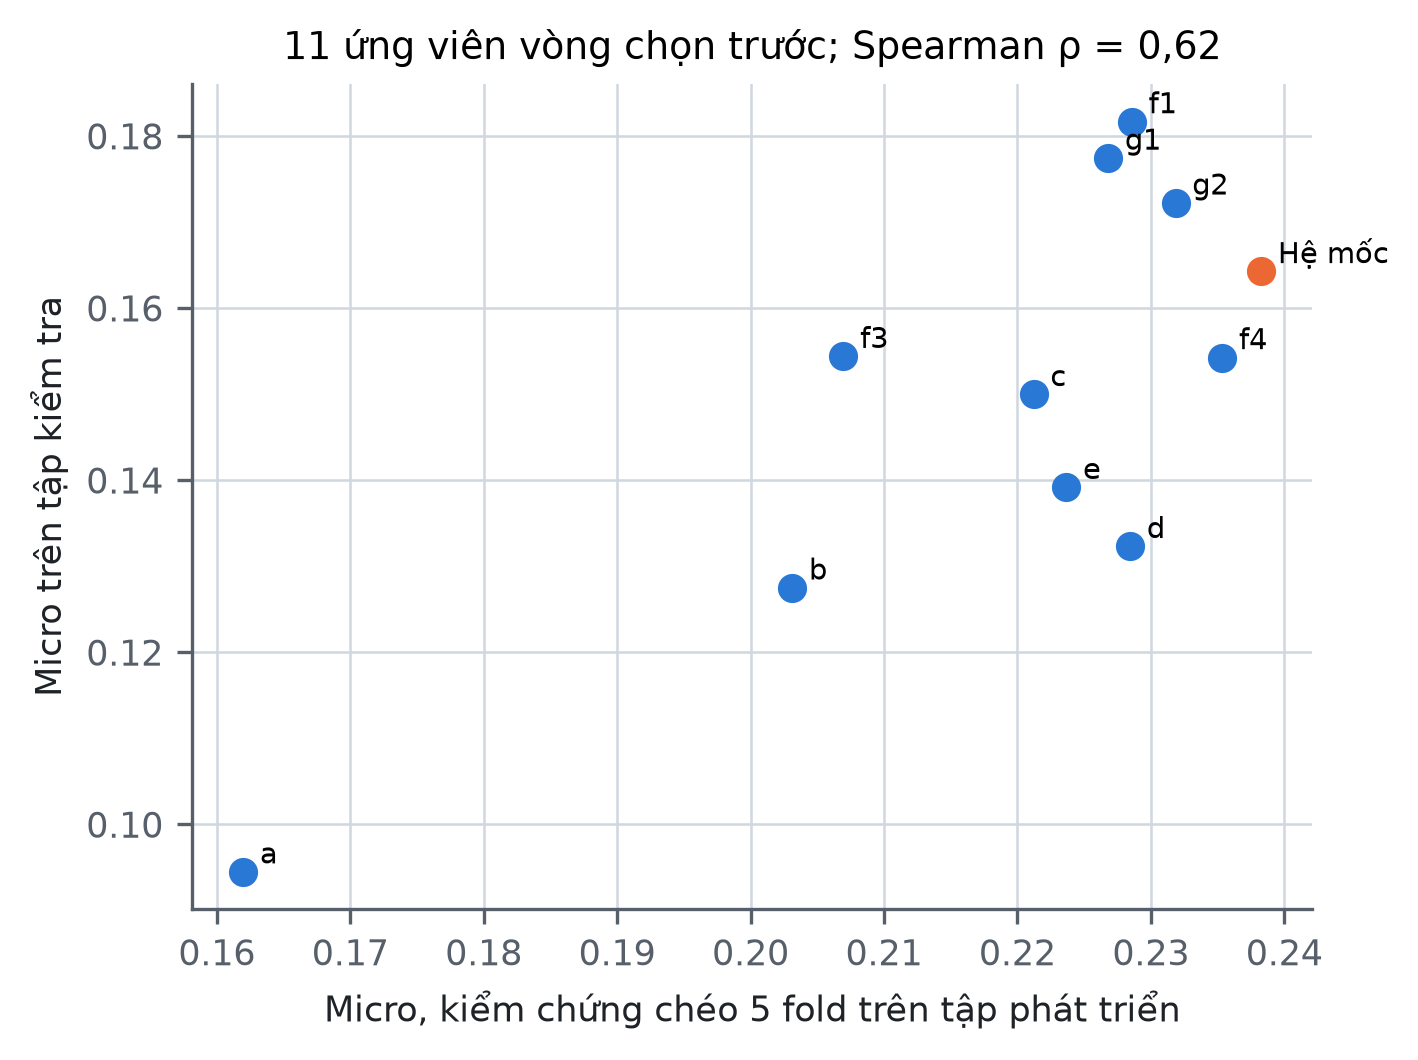 11 ứng viên vòng chọn trước; Spearman ρ = 0,62
Micro trên tập kiểm tra
0.18
0.16
0.14
0.12
0.10
f1
g1
g2
Hệ mốc
f3
f4
c
e
d
b
a
0.16 0.17 0.18 0.19 0.20 0.21 0.22 0.23 0.24
Micro, kiểm chứng chéo 5 fold trên tập phát triển